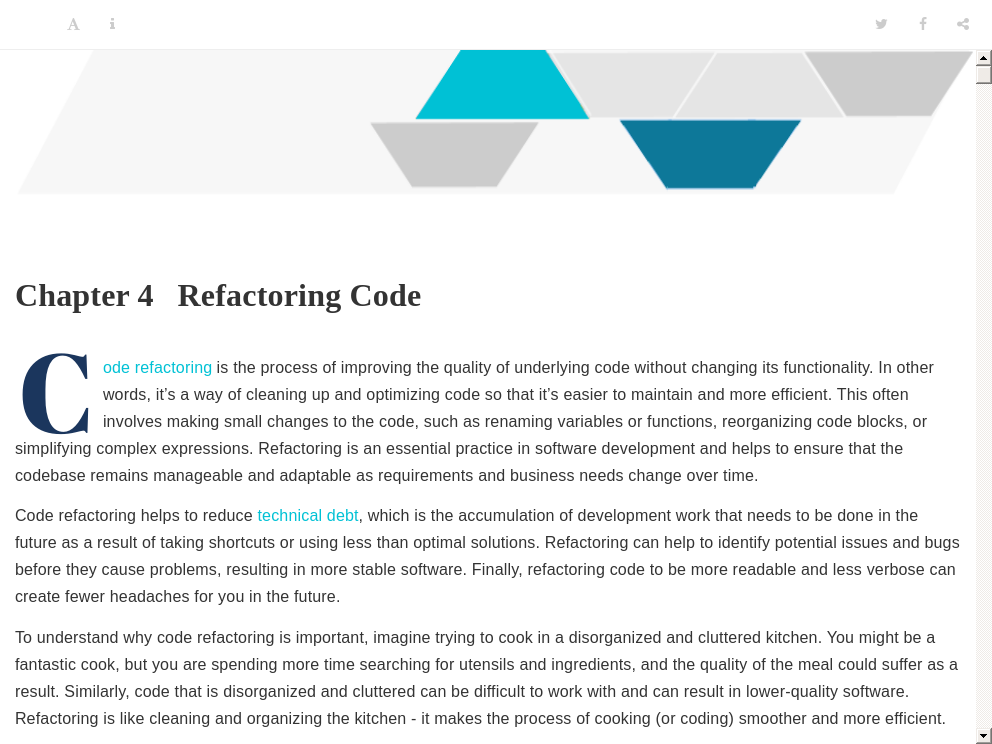 Chapter 4 Refactoring Code
Code refactoring is the process of improving the quality of underlying code without changing its functionality. In other
words, it’s a way of cleaning up and optimizing code so that it’s easier to maintain and more efficient. This often
involves making small changes to the code, such as renaming variables or functions, reorganizing code blocks, or
simplifying complex expressions. Refactoring is an essential practice in software development and helps to ensure that the
codebase remains manageable and adaptable as requirements and business needs change over time.
Code refactoring helps to reduce technical debt, which is the accumulation of development work that needs to be done in the
future as a result of taking shortcuts or using less than optimal solutions. Refactoring can help to identify potential issues and bugs
before they cause problems, resulting in more stable software. Finally, refactoring code to be more readable and less verbose can
create fewer headaches for you in the future.
To understand why code refactoring is important, imagine trying to cook in a disorganized and cluttered kitchen. You might be a
fantastic cook, but you are spending more time searching for utensils and ingredients, and the quality of the meal could suffer as a
result. Similarly, code that is disorganized and cluttered can be difficult to work with and can result in lower-quality software.
Refactoring is like cleaning and organizing the kitchen - it makes the process of cooking (or coding) smoother and more efficient.